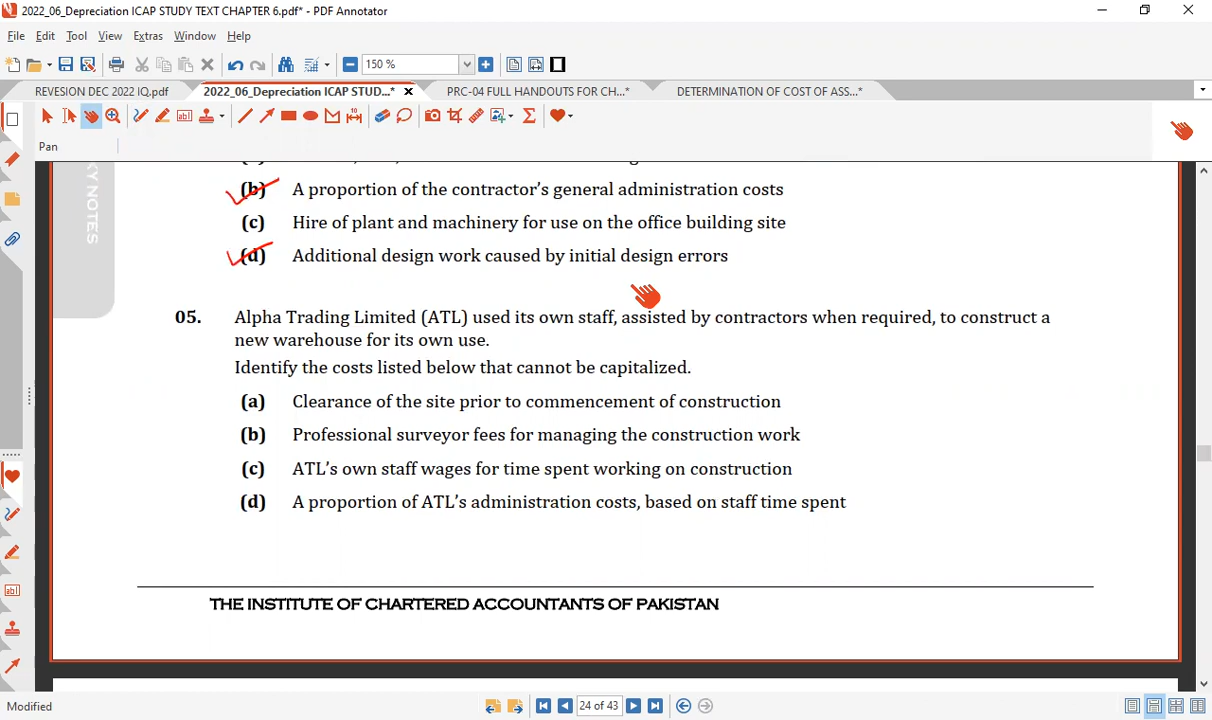 2022_06_Depreciation ICAP STUDY TEXT CHAPTER 6.pdf* - PDF Annotator
File Edit Tool View Extras Window Help
150 %
REVESION DEC 2022 IQ.pdf 2022_06_Depreciation ICAP STUD...* PRC-04 FULL HANDOUTS FOR CH...* DETERMINATION OF COST OF ASS...*
Pan
KY NOTES
(b) A proportion of the contractor's general administration costs
(c) Hire of plant and machinery for use on the office building site
(d) Additional design work caused by initial design errors
05. Alpha Trading Limited (ATL) used its own staff, assisted by contractors when required, to construct a
new warehouse for its own use.
Identify the costs listed below that cannot be capitalized.
(a) Clearance of the site prior to commencement of construction
(b) Professional surveyor fees for managing the construction work
(c) ATL's own staff wages for time spent working on construction
(d) A proportion of ATL's administration costs, based on staff time spent
THE INSTITUTE OF CHARTERED ACCOUNTANTS OF PAKISTAN
Modified
24 of 43